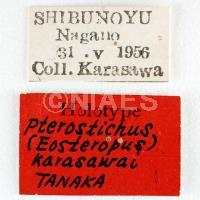 SHIBUNOYU
Nagano
31 .v 1956
Coll. Karasawa
©NIAES
Holotype
Pterostichus
(Eosteropus)
karasawai
TANAKA